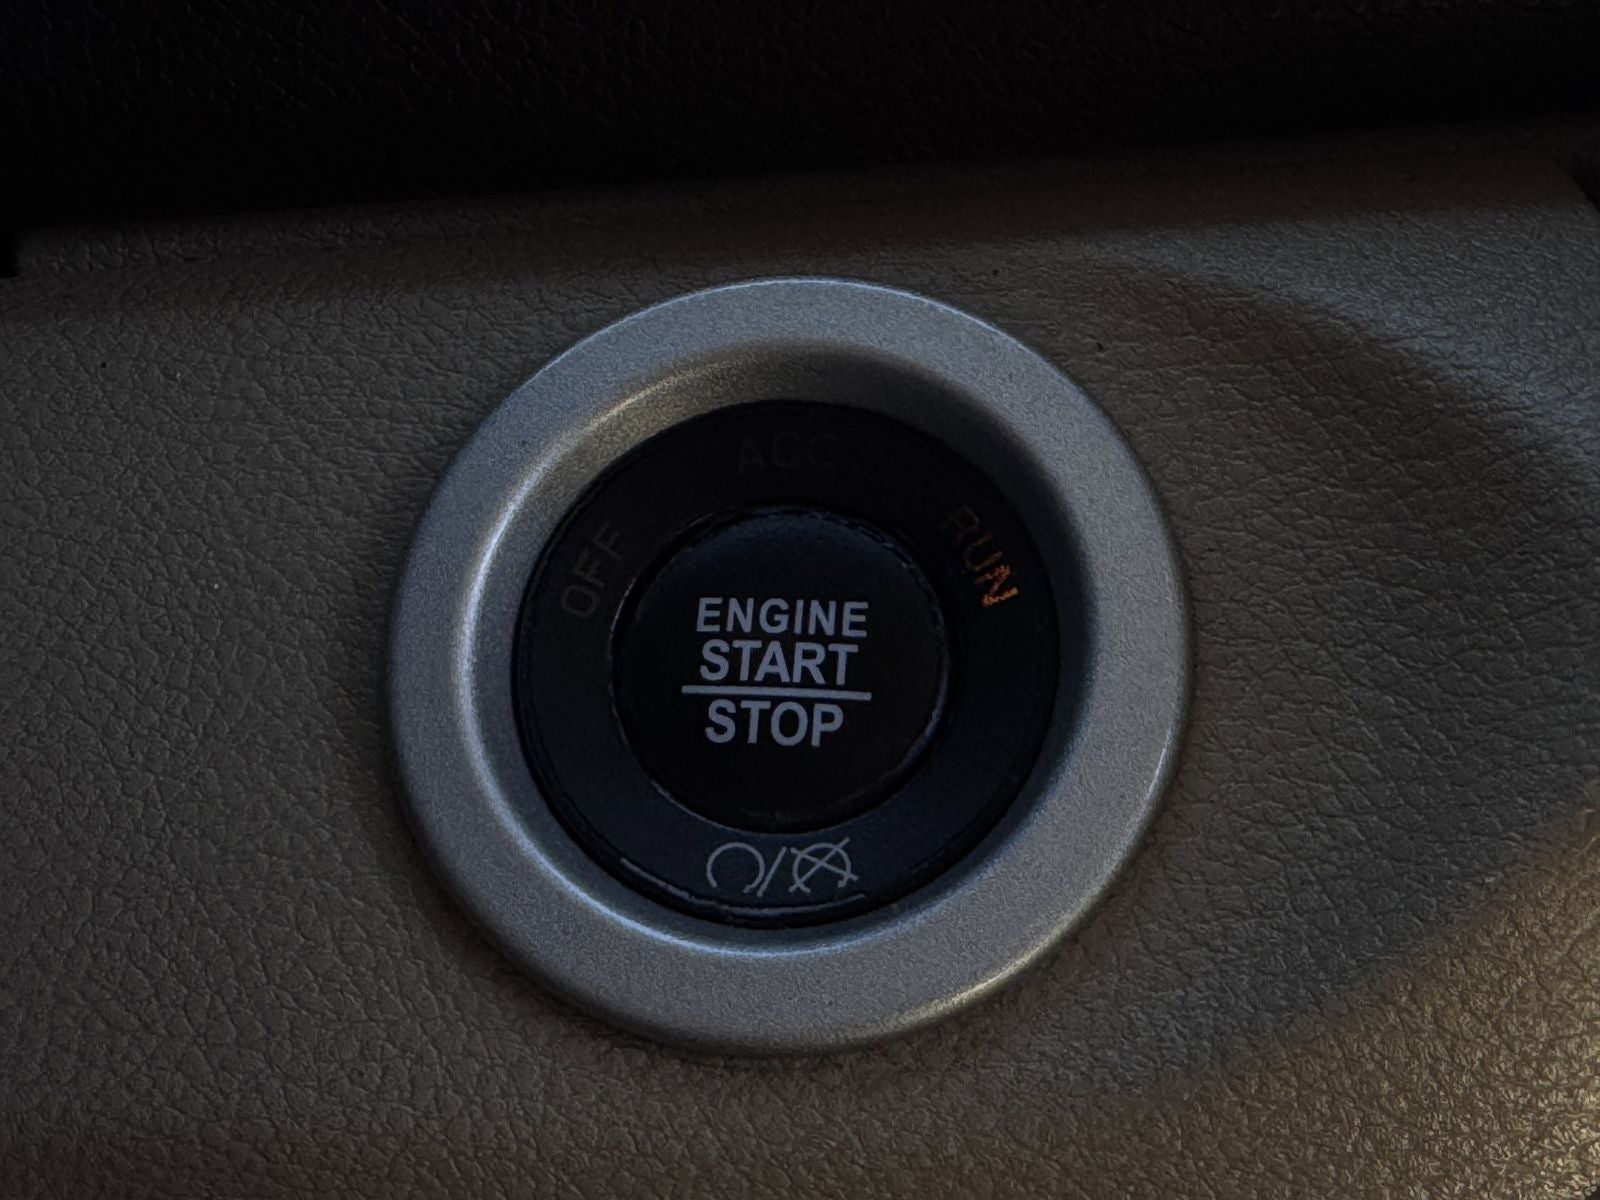 ACC
OFF
RUN
ENGINE
START
STOP